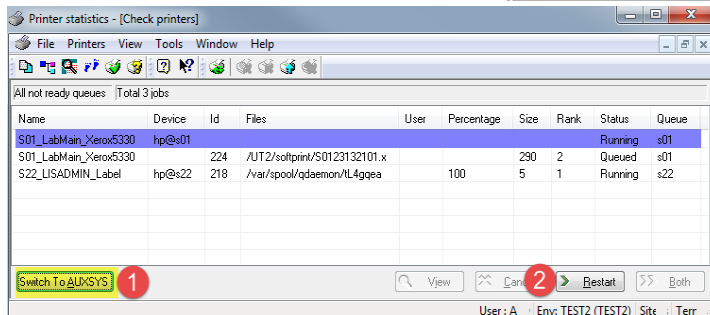 Printer statistics - [Check printers]
File Printers View Tools Window Help
All not ready queues Total 3 jobs
Name Device Id Files User Percentage Size Rank Status Queue
S01_LabMain_Xerox5330 hp@s01 Running s01
S01_LabMain_Xerox5330 224 /UT2/softprint/S0123132101.x 290 2 Queued s01
S22_LISADMIN_Label hp@s22 218 /var/spool/qdaemon/tL4gqea 100 5 1 Running s22
Switch To AUXSYS 1 View Canc 2 Restart Both
User : A Env: TEST2 (TEST2) Site : Terr